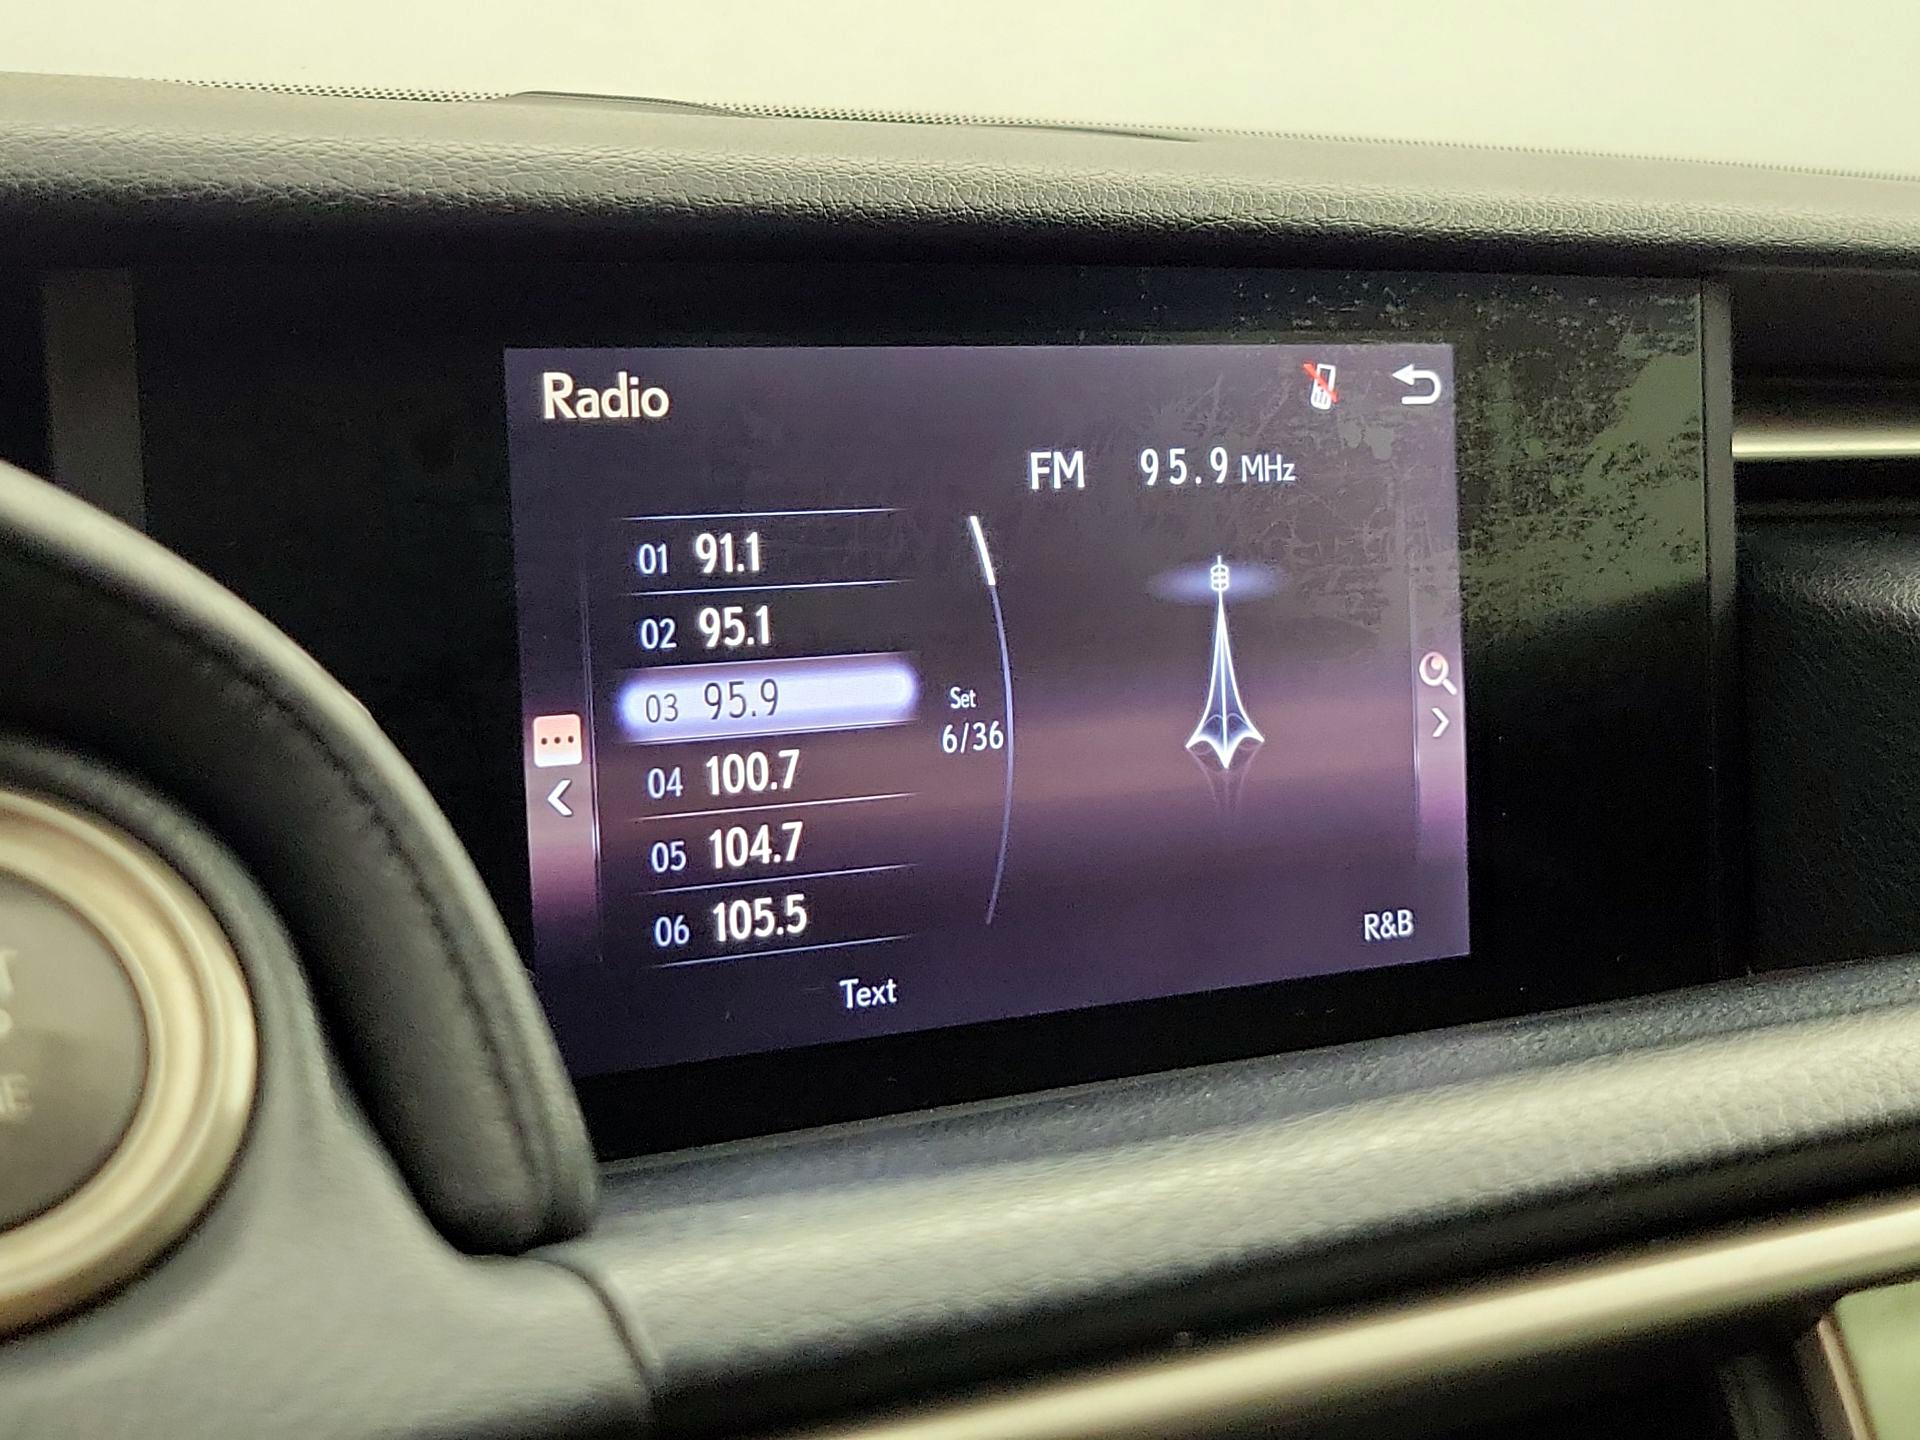 Radio
FM 95.9 MHz
01 91.1
02 95.1
03 95.9
04 100.7
05 104.7
06 105.5
Set
6/36
R&B
Text